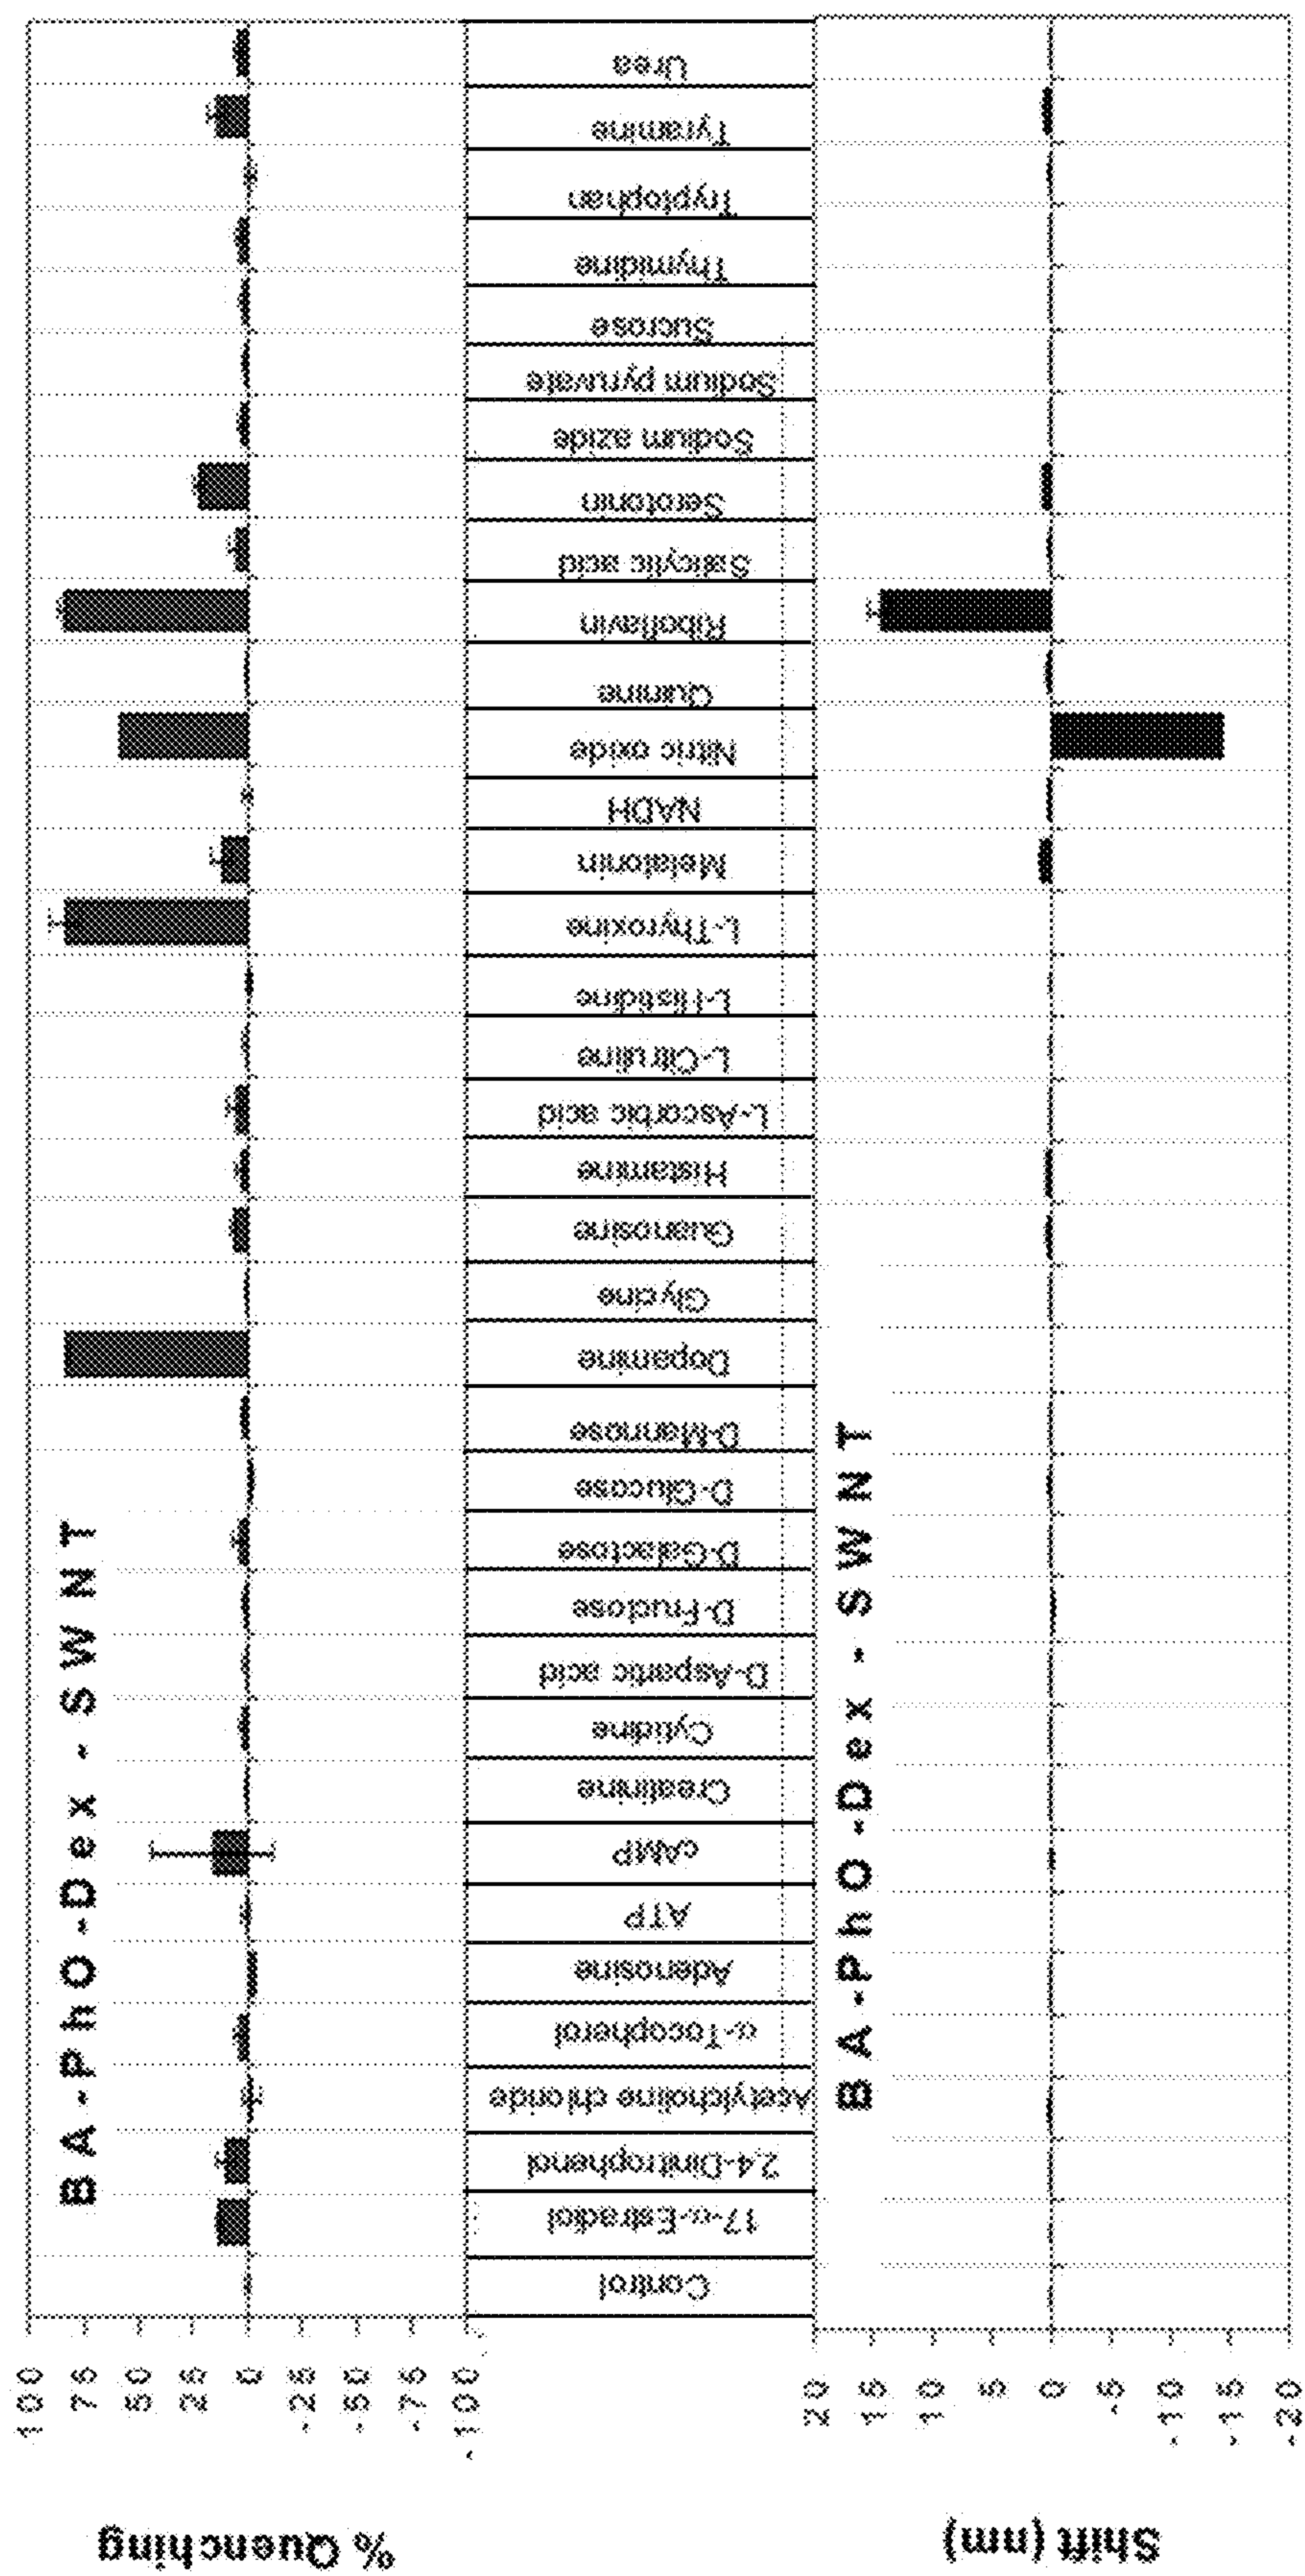 BA-PhO-Dex-SWNT
% Quenching
100
75
50
25
0
-25
-50
-75
-100
Control
17-α-Estradiol
2,4-Dinitrophenol
Acetylcholine chloride
α-Tocopherol
Adenosine
ATP
cAMP
Creatinine
Cytidine
D-Aspartic acid
D-Fructose
D-Galactose
D-Glucose
D-Mannose
Dopamine
Glycine
Guanosine
Histamine
L-Ascorbic acid
L-Citruline
L-Histidine
L-Thyroxine
Melatonin
NADH
Nitric oxide
Quinine
Riboflavin
Salicylic acid
Serotonin
Sodium azide
Sodium pyruvate
Sucrose
Thymidine
Tryptophan
Tyramine
Urea
BA-PhO-Dex-SWNT
Shift (nm)
20
15
10
5
0
-5
-10
-15
-20